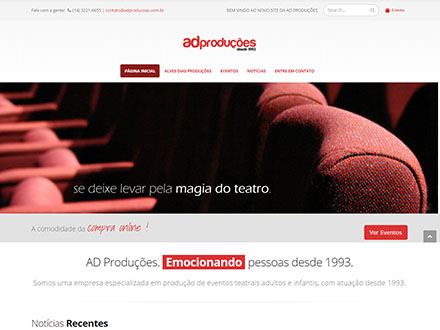 Fale com a gente! (14) 3221-6655 | contato@adproducoes.com.br
BEM VINDO AO NOVO SITE DA AD PRODUÇÕES
Search...
0 itens
adproduções
desde 1993
PÁGINA INICIAL ALVES DIAS PRODUÇÕES EVENTOS NOTÍCIAS ENTRE EM CONTATO
se deixe levar pela magia do teatro.
A comodidade da compra online !
Ver Eventos
AD Produções. Emocionando pessoas desde 1993.
Somos uma empresa especializada em produção de eventos teatrais adultos e infantis, com atuação desde 1993.
Notícias Recentes